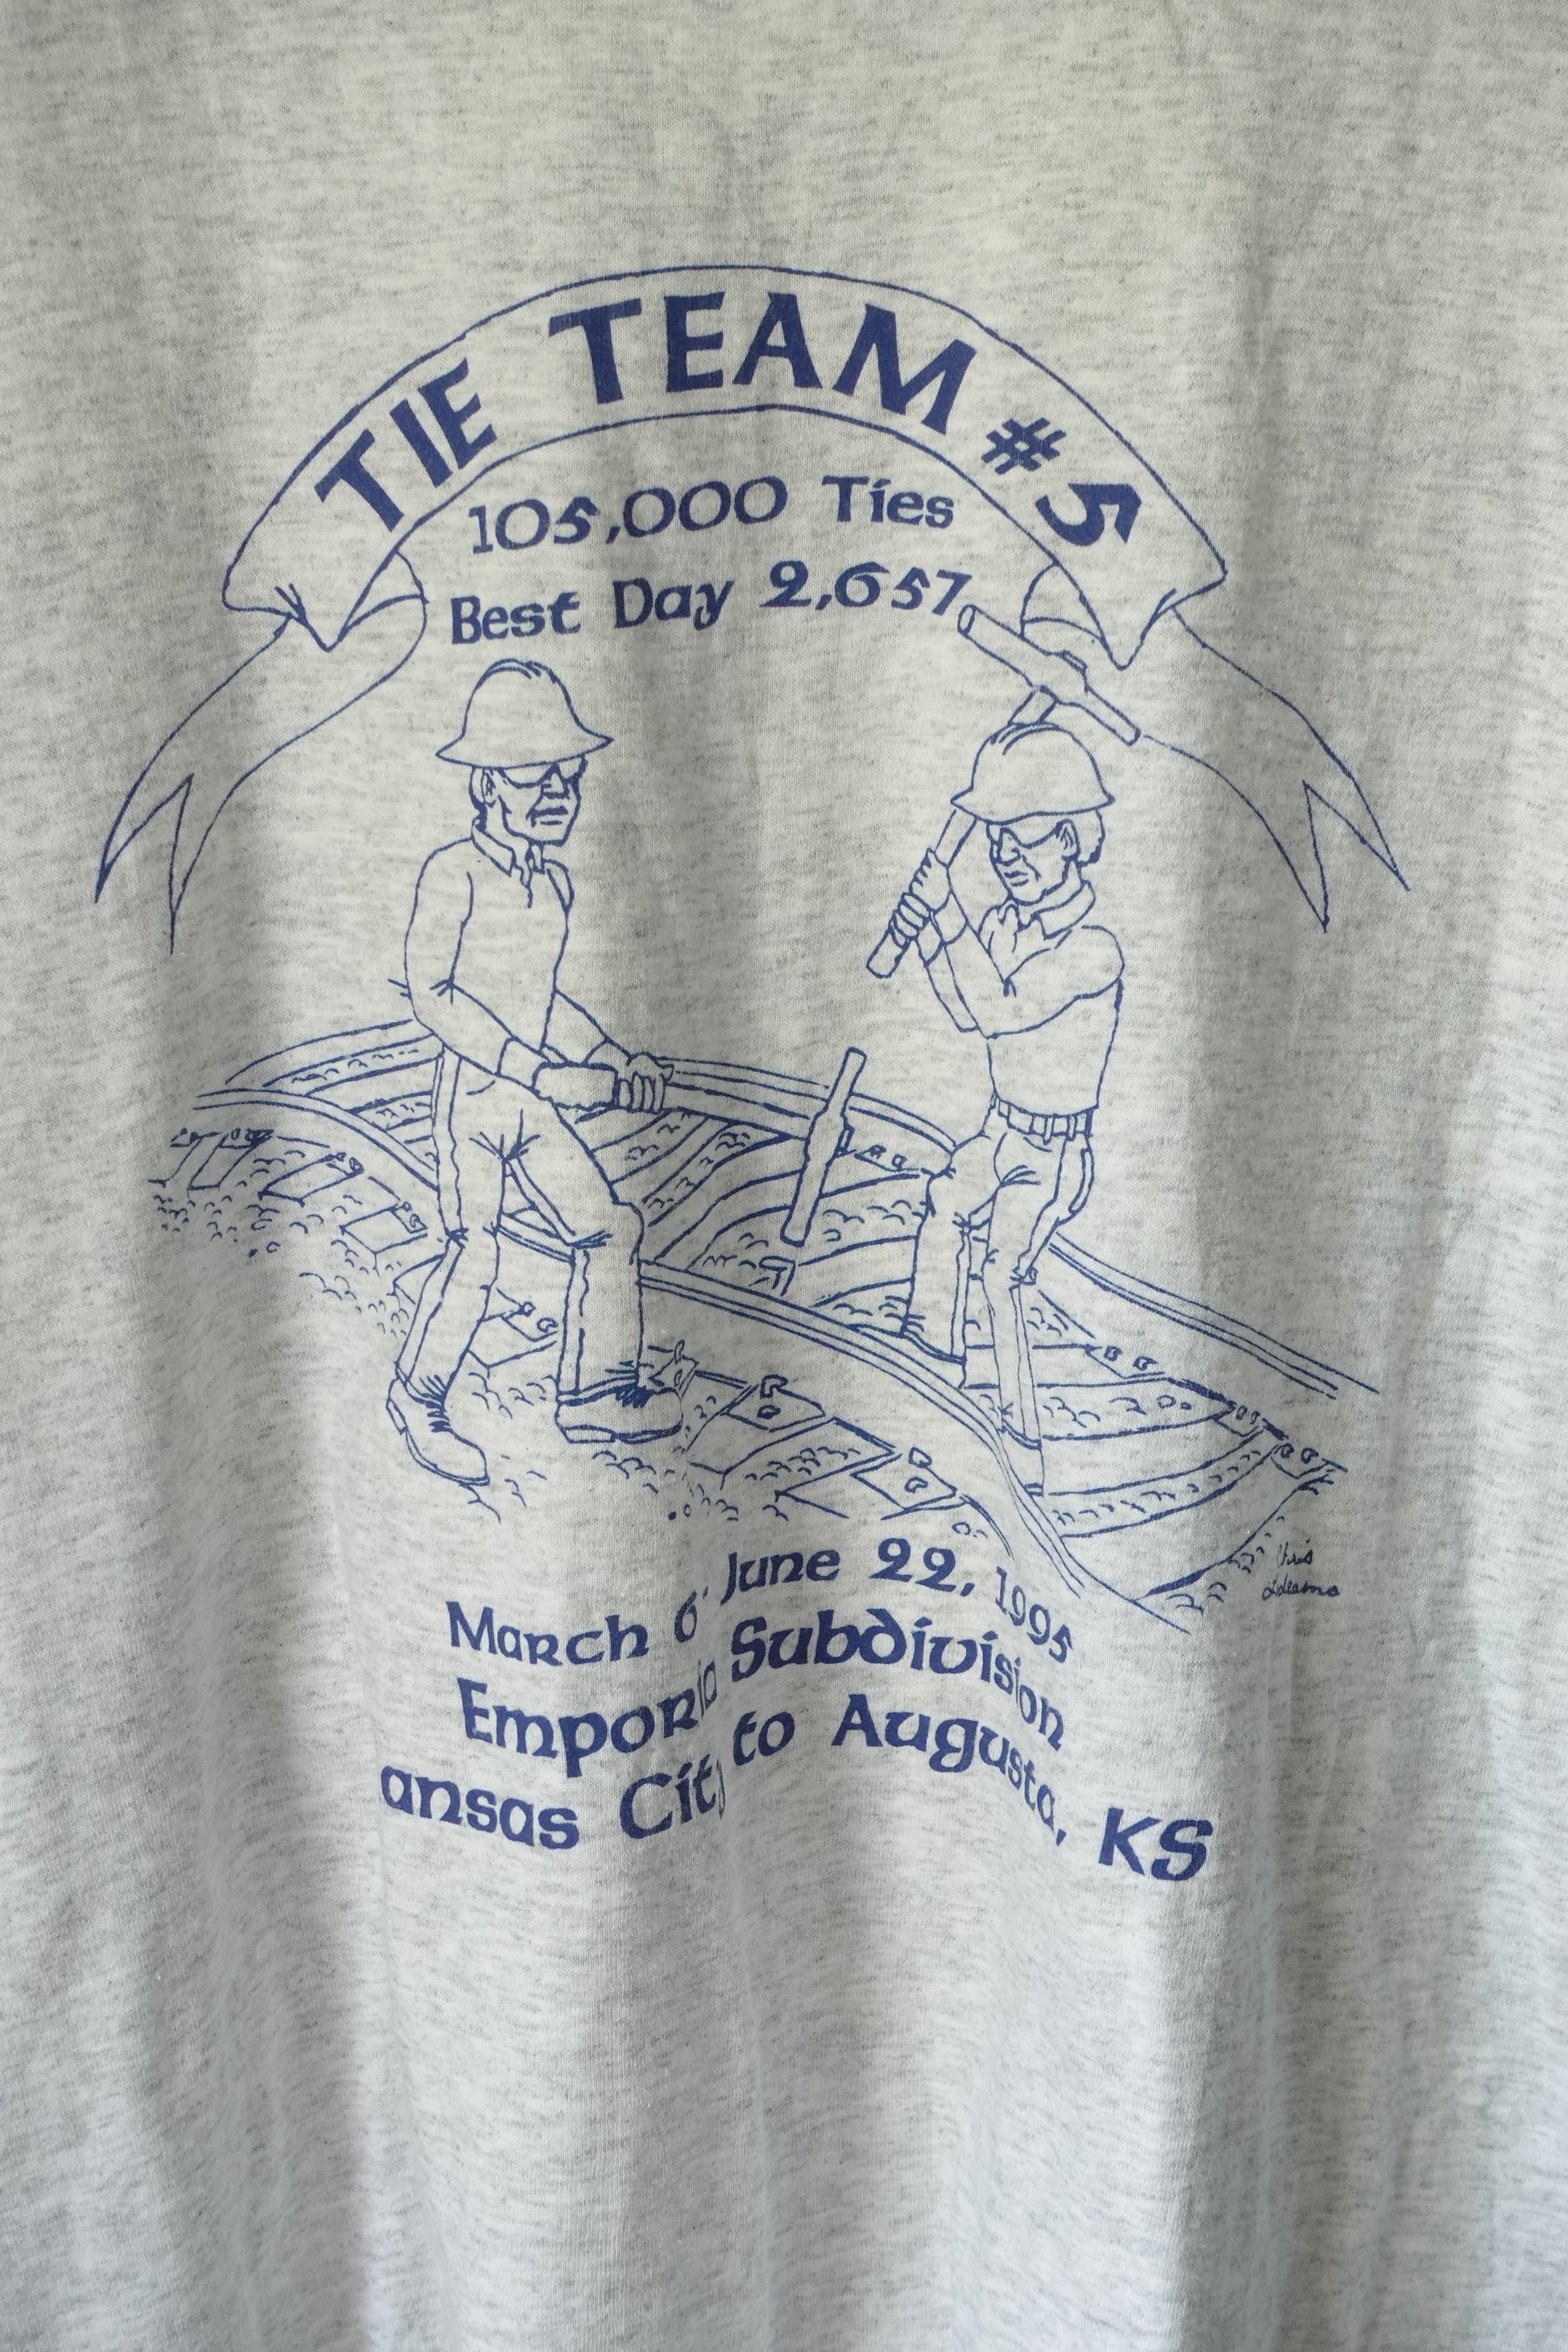 TIE TEAM #5
105,000 Ties
Best Day 2,657
March 6 June 22, 1995
Emporia Subdivision
ansas City to Augusta, KS
Chris